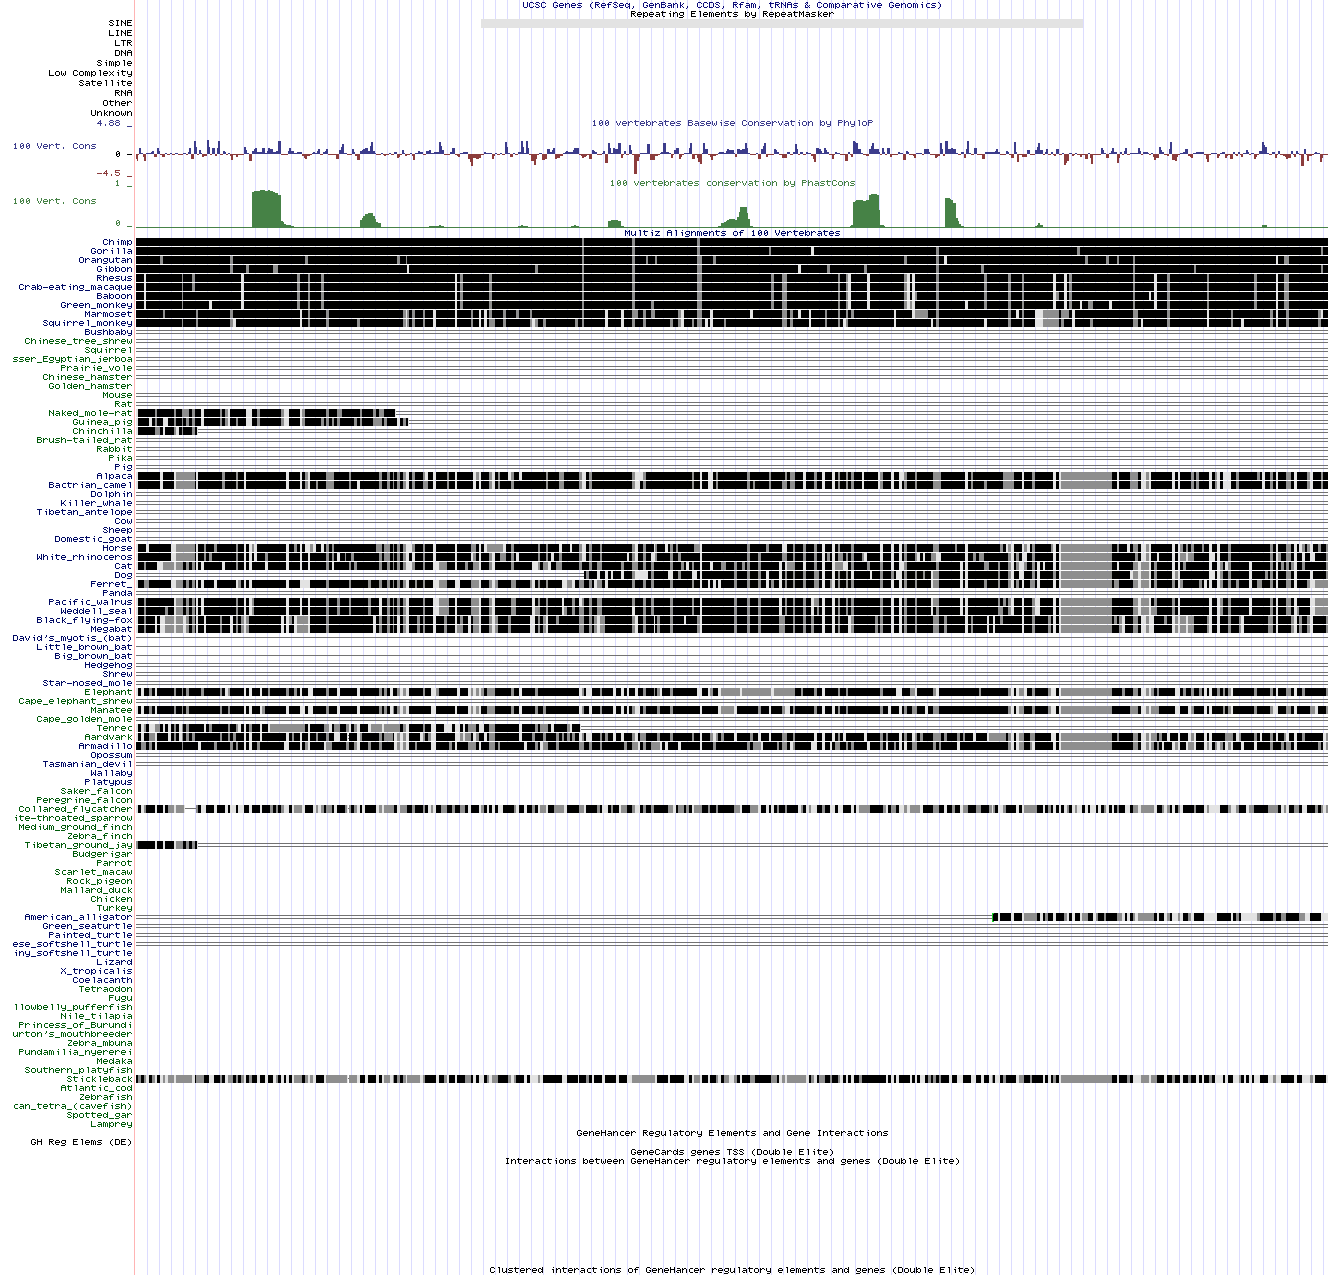 UCSC Genes (RefSeq, GenBank, CCDS, Rfam, tRNAs & Comparative Genomics)
Repeating Elements by RepeatMasker
SINE
LINE
LTR
DNA
Simple
Low Complexity
Satellite
RNA
Other
Unknown
4.88 _
100 vertebrates Basewise Conservation by PhyloP
100 Vert. Cons
0 -
-4.5 _
1 _
100 vertebrates conservation by PhastCons
100 Vert. Cons
0 _
Multiz Alignments of 100 Vertebrates
Chimp
Gorilla
Orangutan
Gibbon
Rhesus
Crab-eating_macaque
Baboon
Green_monkey
Marmoset
Squirrel_monkey
Bushbaby
Chinese_tree_shrew
Squirrel
sser_Egyptian_jerboa
Prairie_vole
Chinese_hamster
Golden_hamster
Mouse
Rat
Naked_mole-rat
Guinea_pig
Chinchilla
Brush-tailed_rat
Rabbit
Pika
Pig
Alpaca
Bactrian_camel
Dolphin
Killer_whale
Tibetan_antelope
Cow
Sheep
Domestic_goat
Horse
White_rhinoceros
Cat
Dog
Ferret_
Panda
Pacific_walrus
Weddell_seal
Black_flying-fox
Megabat
David's_myotis_(bat)
Little_brown_bat
Big_brown_bat
Hedgehog
Shrew
Star-nosed_mole
Elephant
Cape_elephant_shrew
Manatee
Cape_golden_mole
Tenrec
Aardvark
Armadillo
Opossum
Tasmanian_devil
Wallaby
Platypus
Saker_falcon
Peregrine_falcon
Collared_flycatcher
ite-throated_sparrow
Medium_ground_finch
Zebra_finch
Tibetan_ground_jay
Budgerigar
Parrot
Scarlet_macaw
Rock_pigeon
Mallard_duck
Chicken
Turkey
American_alligator
Green_seaturtle
Painted_turtle
ese_softshell_turtle
iny_softshell_turtle
Lizard
X_tropicalis
Coelacanth
Tetraodon
Fugu
llowbelly_pufferfish
Nile_tilapia
Princess_of_Burundi
urton's_mouthbreeder
Zebra_mbuna
Pundamilia_nyererei
Medaka
Southern_platyfish
Stickleback
Atlantic_cod
Zebrafish
can_tetra_(cavefish)
Spotted_gar
Lamprey
GeneHancer Regulatory Elements and Gene Interactions
GH Reg Elems (DE)
GeneCards genes TSS (Double Elite)
Interactions between GeneHancer regulatory elements and genes (Double Elite)
Clustered interactions of GeneHancer regulatory elements and genes (Double Elite)